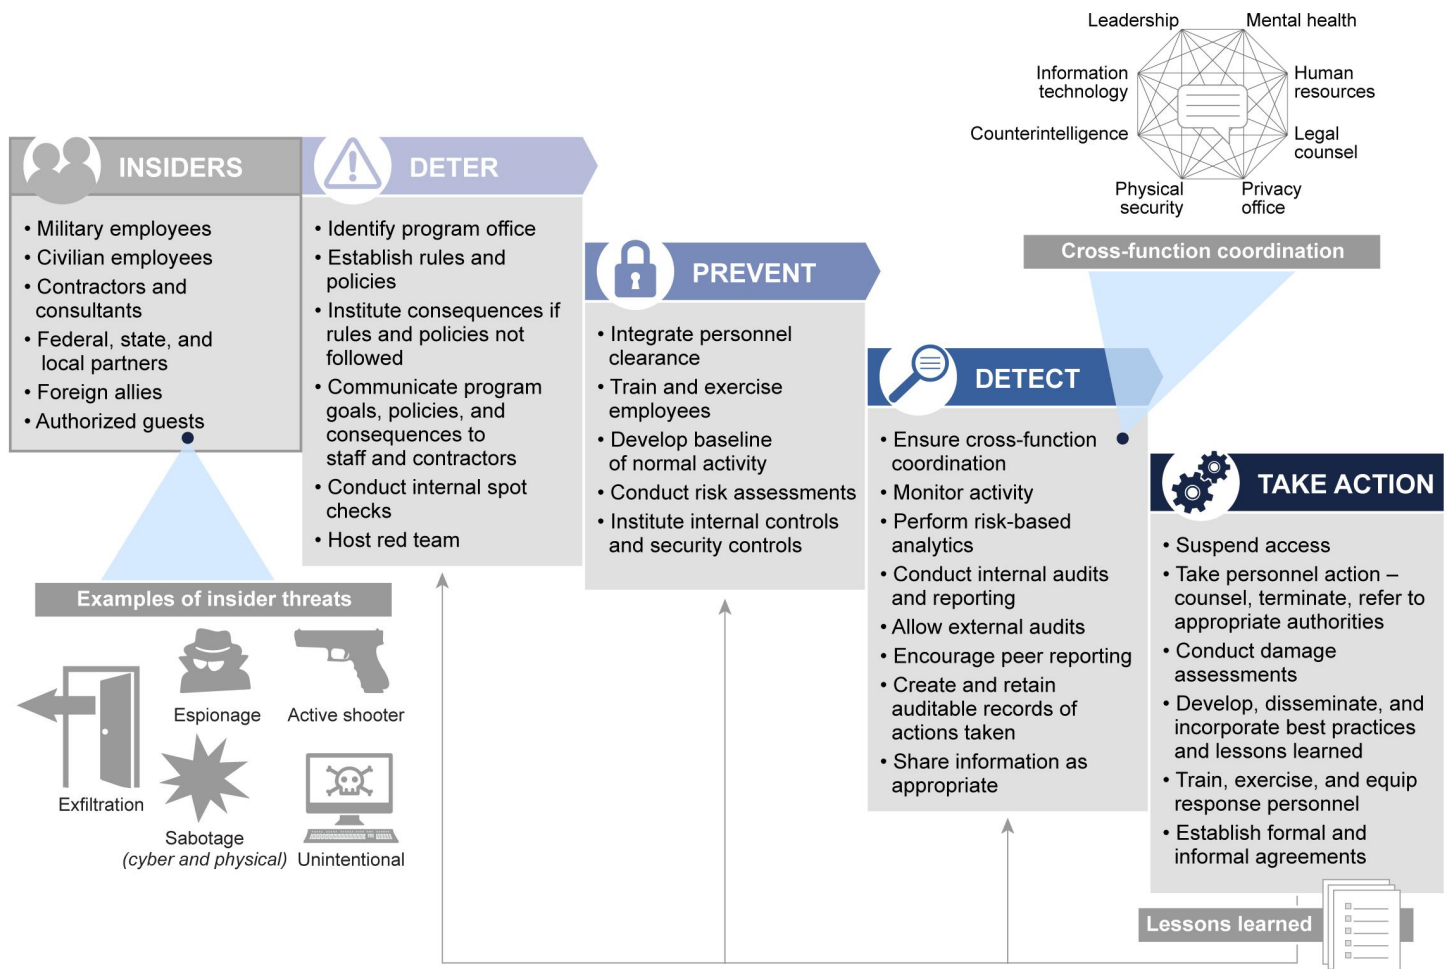 Leadership
Mental health
Information
technology
Human
resources
Counterintelligence
Legal
counsel
Physical
security
Privacy
office
Cross-function coordination
INSIDERS
• Military employees
• Civilian employees
• Contractors and
consultants
• Federal, state, and
local partners
• Foreign allies
• Authorized guests
Examples of insider threats
Exfiltration
Espionage
Active shooter
Sabotage
(cyber and physical)
Unintentional
DETER
• Identify program office
• Establish rules and
policies
• Institute consequences if
rules and policies not
followed
• Communicate program
goals, policies, and
consequences to
staff and contractors
• Conduct internal spot
checks
• Host red team
PREVENT
• Integrate personnel
clearance
• Train and exercise
employees
• Develop baseline
of normal activity
• Conduct risk assessments
• Institute internal controls
and security controls
DETECT
• Ensure cross-function
coordination
• Monitor activity
• Perform risk-based
analytics
• Conduct internal audits
and reporting
• Allow external audits
• Encourage peer reporting
• Create and retain
auditable records of
actions taken
• Share information as
appropriate
TAKE ACTION
• Suspend access
• Take personnel action –
counsel, terminate, refer to
appropriate authorities
• Conduct damage
assessments
• Develop, disseminate, and
incorporate best practices
and lessons learned
• Train, exercise, and equip
response personnel
• Establish formal and
informal agreements
Lessons learned